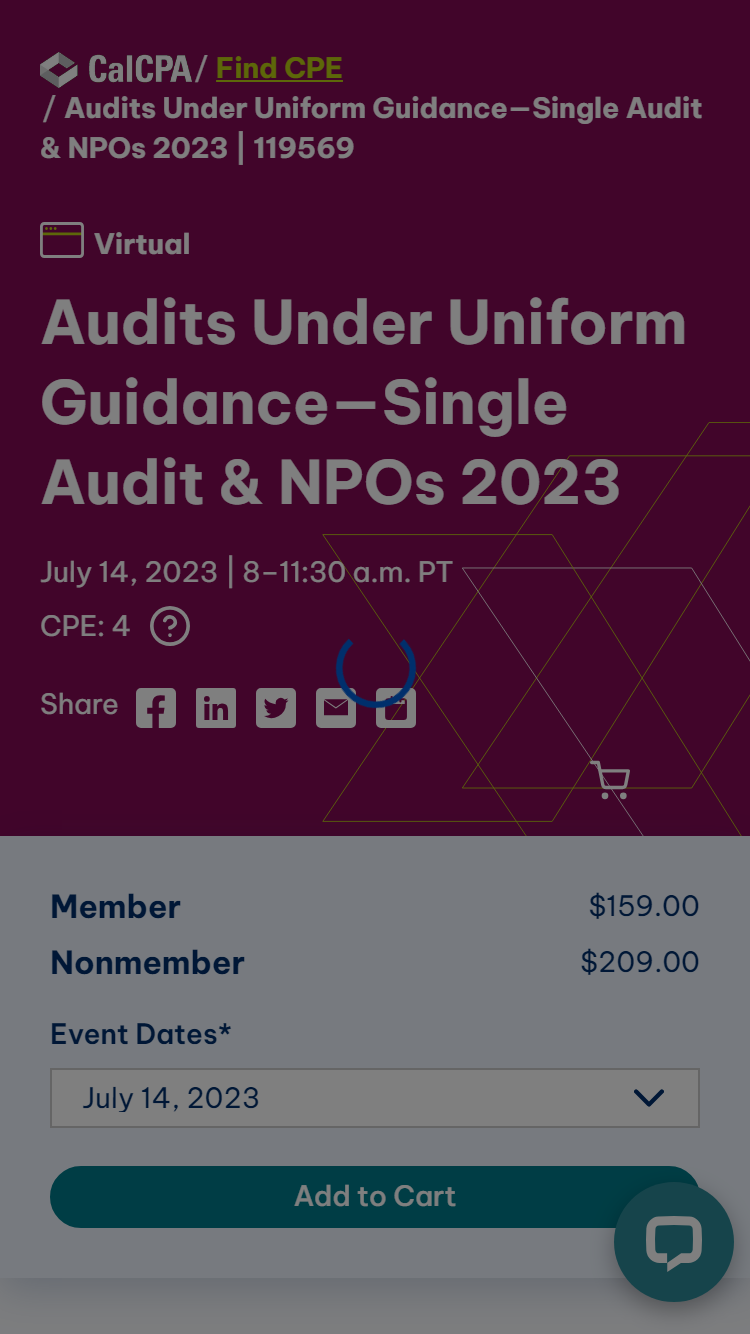 CalCPA / Find CPE
/ Audits Under Uniform Guidance—Single Audit
& NPOs 2023 | 119569
Virtual
Audits Under Uniform
Guidance—Single
Audit & NPOs 2023
July 14, 2023 | 8–11:30 a.m. PT
CPE: 4 ?
Share
Member $159.00
Nonmember $209.00
Event Dates*
July 14, 2023
Add to Cart